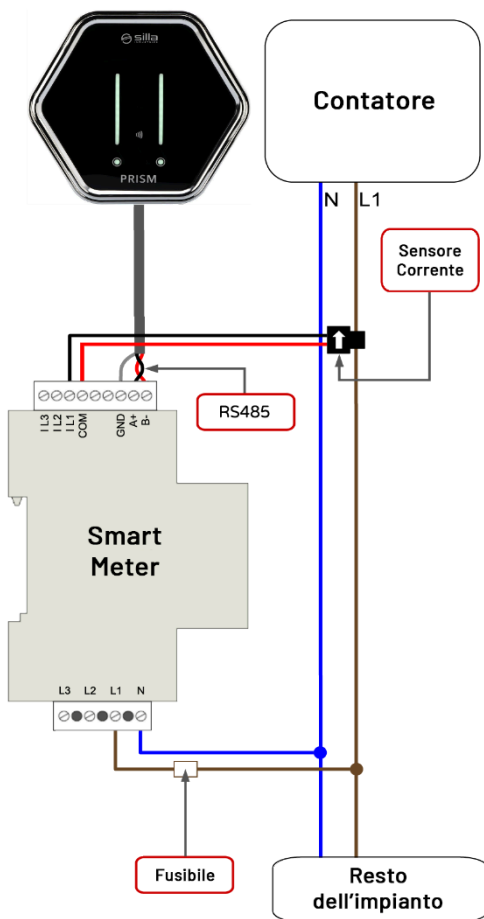 silla
PRISM
Contatore
N
L1
Sensore
Corrente
RS485
I L3
I L2
I L1
COM
GND
A+
B-
Smart
Meter
L3
L2
L1
N
Fusibile
Resto
dell'impianto